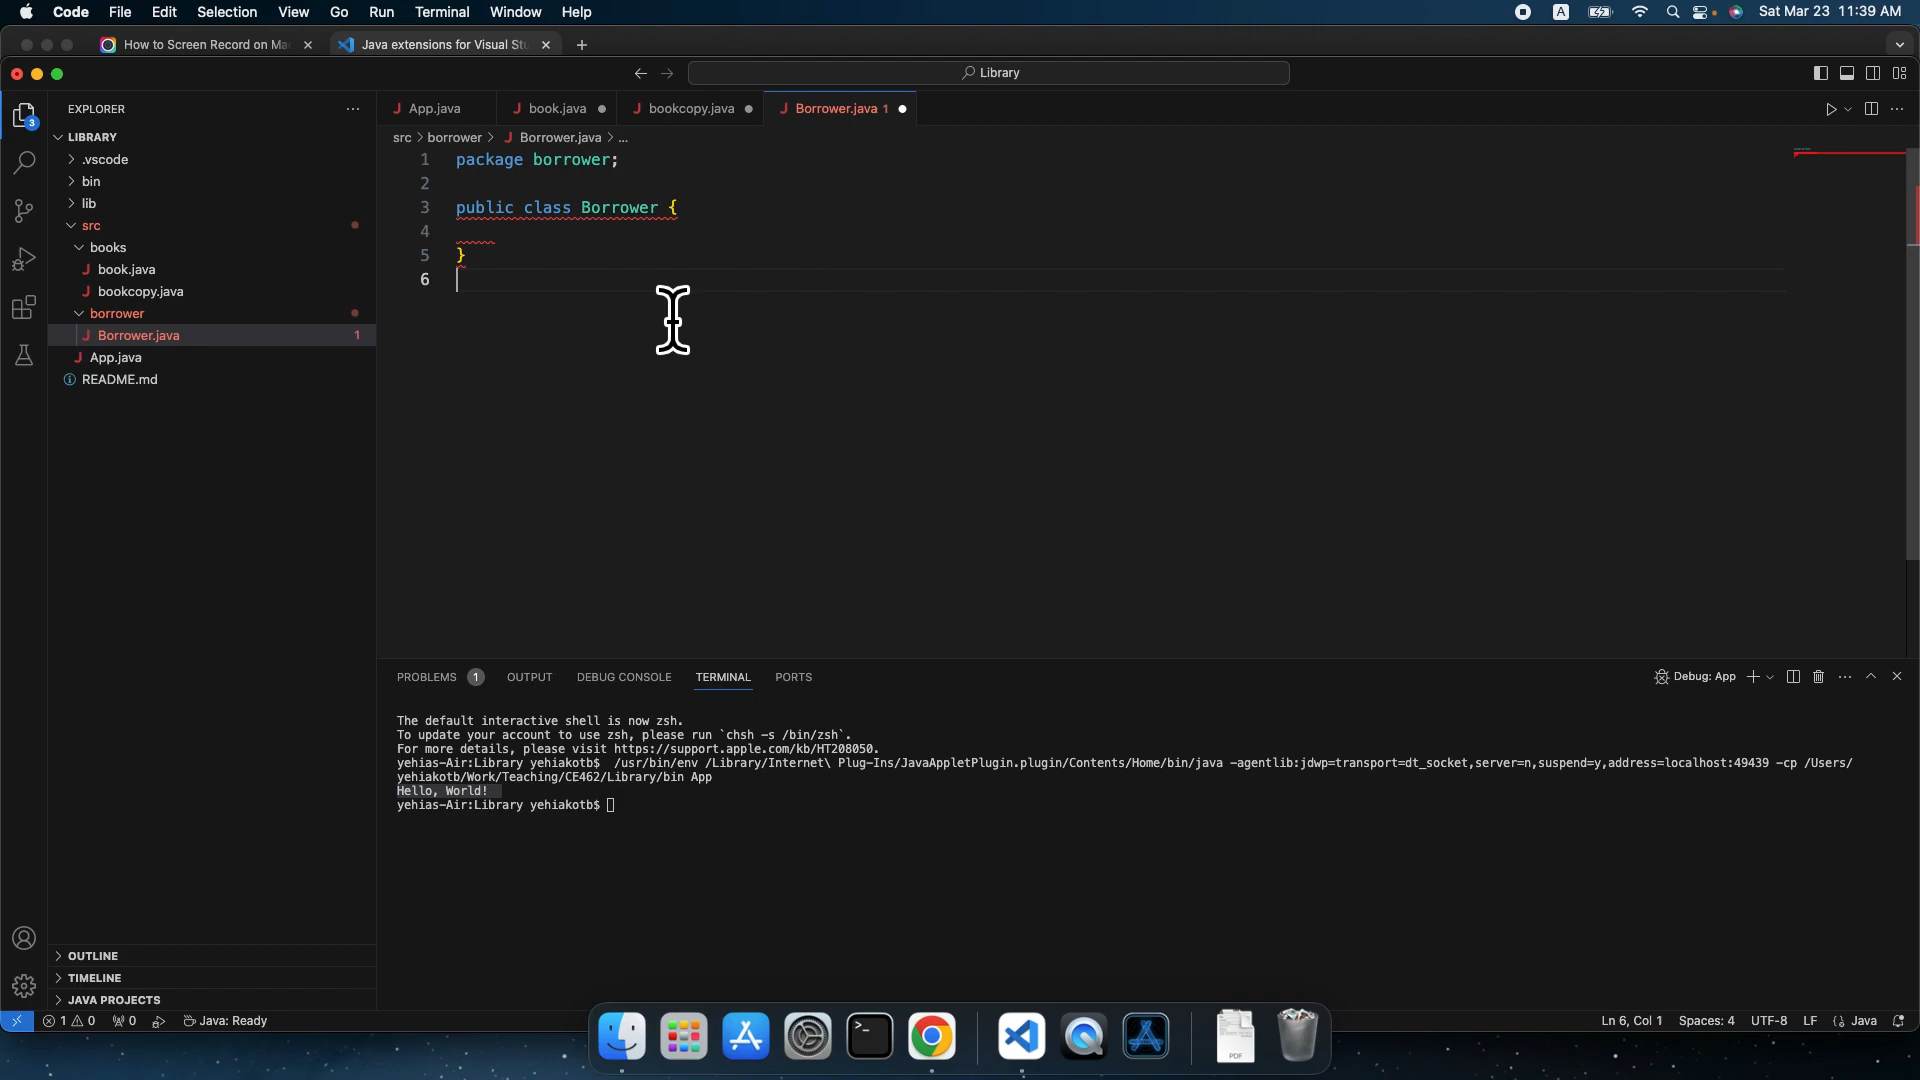 Code File Edit Selection View Go Run Terminal Window Help
A
Sat Mar 23 11:39 AM
How to Screen Record on Ma
Java extensions for Visual Stu
Library
EXPLORER
App.java
book.java
bookcopy.java
Borrower.java 1
LIBRARY
src > borrower > Borrower.java > ...
.vscode
bin
lib
src
books
book.java
bookcopy.java
borrower
Borrower.java 1
App.java
README.md
3
1 package borrower;
2
3 public class Borrower {
4
5 }
6
PROBLEMS 1 OUTPUT DEBUG CONSOLE TERMINAL PORTS
Debug: App
The default interactive shell is now zsh.
To update your account to use zsh, please run `chsh -s /bin/zsh`.
For more details, please visit https://support.apple.com/kb/HT208050.
yehias-Air:Library yehiakotb$ /usr/bin/env /Library/Internet\ Plug-Ins/JavaAppletPlugin.plugin/Contents/Home/bin/java -agentlib:jdwp=transport=dt_socket,server=n,suspend=y,address=localhost:49439 -cp /Users/
yehiakotb/Work/Teaching/CE462/Library/bin App
Hello, World!
yehias-Air:Library yehiakotb$
OUTLINE
TIMELINE
JAVA PROJECTS
1 0 0 Java: Ready
Ln 6, Col 1 Spaces: 4 UTF-8 LF {} Java
PDF